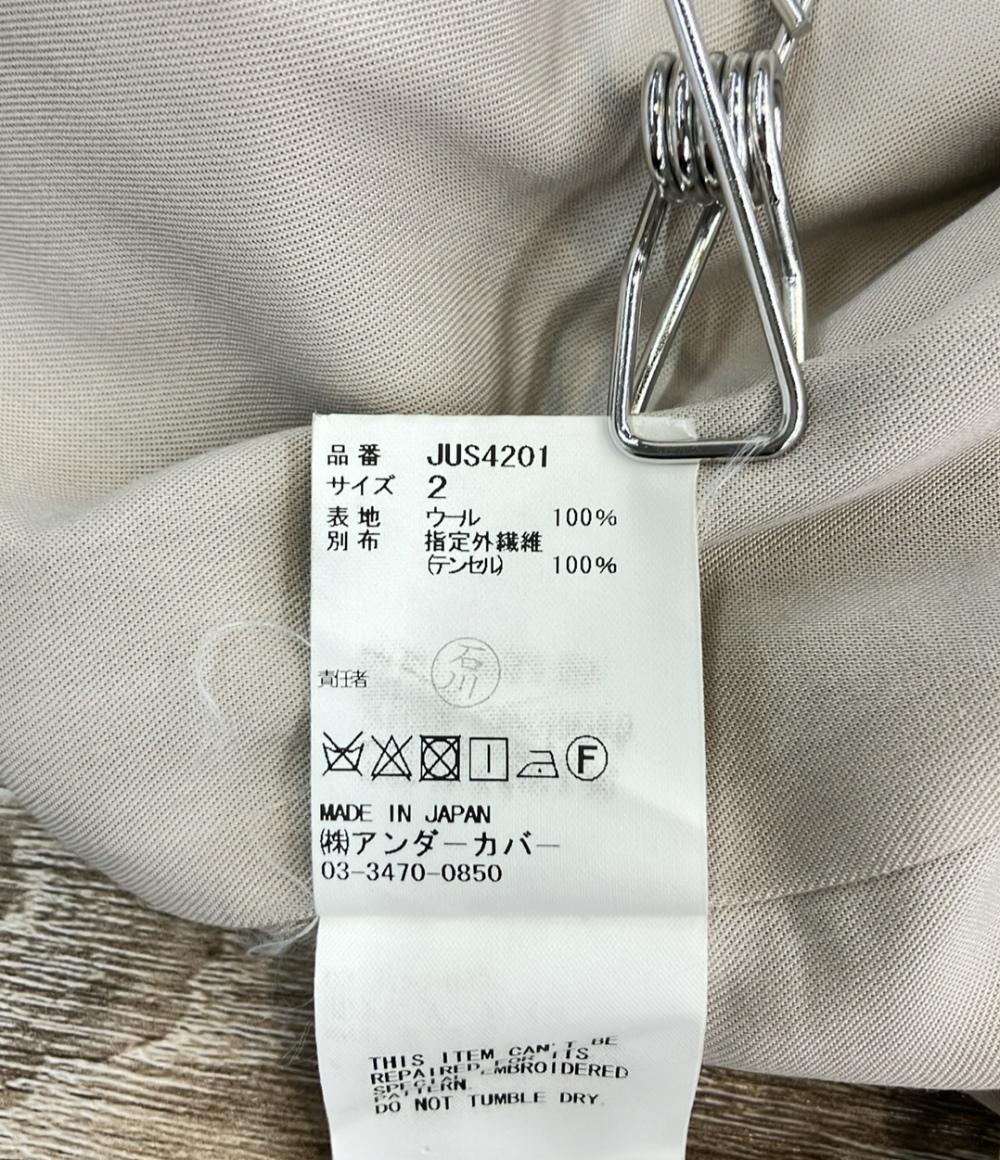 品番 JUS4201
サイズ 2
表地 ウール 100%
別布 指定外繊維
(テンセル) 100%
責任者 石川
F
MADE IN JAPAN
(株)アンダーカバー
03-3470-0850
THIS ITEM CAN'T BE
REPAIRED FOR ITS
SPECIAL EMBROIDERED
PATTERN.
DO NOT TUMBLE DRY.